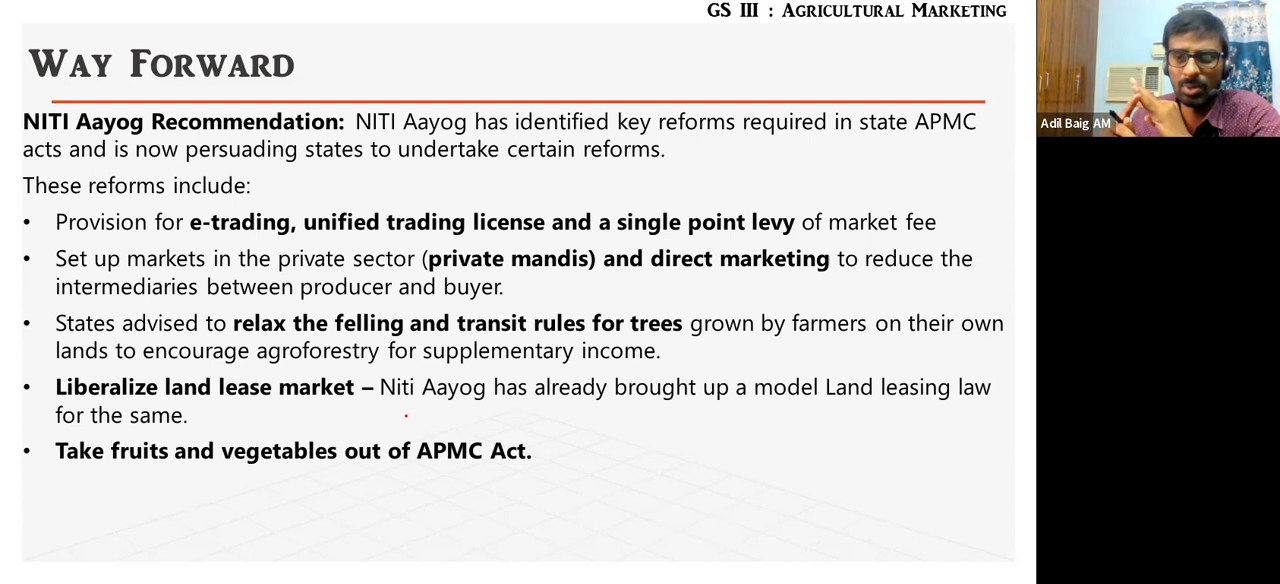 GS III : Agricultural Marketing
Way Forward
NITI Aayog Recommendation: NITI Aayog has identified key reforms required in state APMC
acts and is now persuading states to undertake certain reforms.
These reforms include:
• Provision for e-trading, unified trading license and a single point levy of market fee
• Set up markets in the private sector (private mandis) and direct marketing to reduce the
intermediaries between producer and buyer.
• States advised to relax the felling and transit rules for trees grown by farmers on their own
lands to encourage agroforestry for supplementary income.
• Liberalize land lease market – Niti Aayog has already brought up a model Land leasing law
for the same.
• Take fruits and vegetables out of APMC Act.
Adil Baig AM